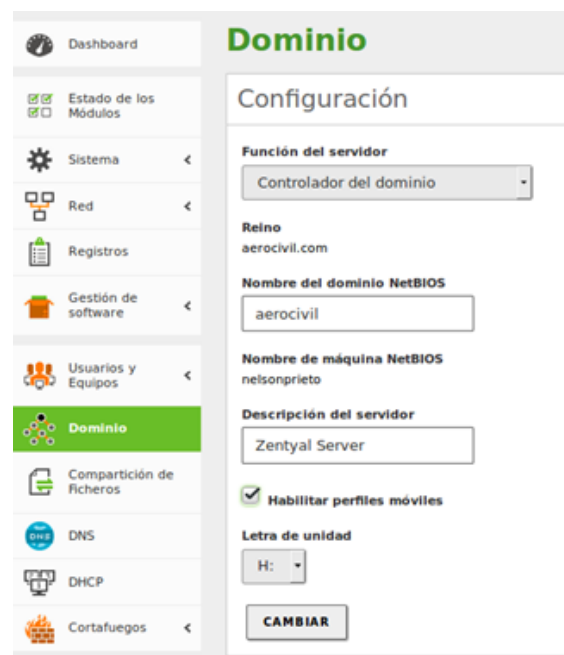 Dashboard
Estado de los
Módulos
Sistema
Red
Registros
Gestión de
software
Usuarios y
Equipos
Dominio
Compartición de
ficheros
DNS
DNS
DHCP
Cortafuegos
Dominio
Configuración
Función del servidor
Controlador del dominio
Reino
aerocivil.com
Nombre del dominio NetBIOS
aerocivil
Nombre de máquina NetBIOS
nelsonprieto
Descripción del servidor
Zentyal Server
Habilitar perfiles móviles
Letra de unidad
H:
CAMBIAR